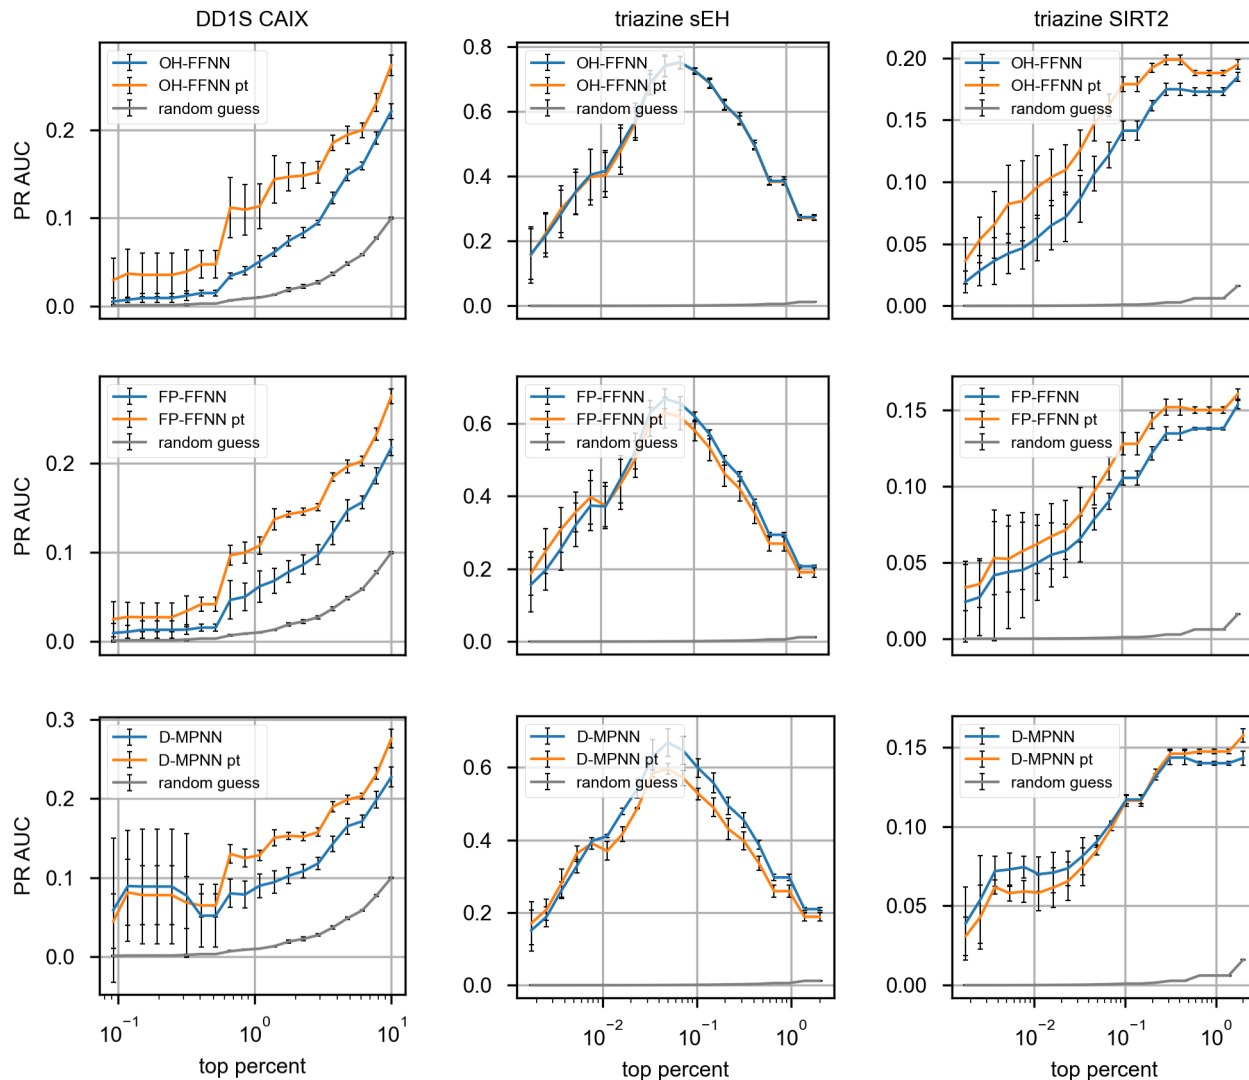 DD1S CAIX
triazine sEH
triazine SIRT2
PR AUC
0.2
0.1
0.0
OH-FFNN
OH-FFNN pt
random guess
0.8
0.6
0.4
0.2
0.0
OH-FFNN
OH-FFNN pt
random guess
0.20
0.15
0.10
0.05
0.00
OH-FFNN
OH-FFNN pt
random guess
PR AUC
0.2
0.1
0.0
FP-FFNN
FP-FFNN pt
random guess
0.6
0.4
0.2
0.0
FP-FFNN
FP-FFNN pt
random guess
0.15
0.10
0.05
0.00
FP-FFNN
FP-FFNN pt
random guess
PR AUC
0.3
0.2
0.1
0.0
D-MPNN
D-MPNN pt
random guess
10⁻¹ 10⁰ 10¹
top percent
0.6
0.4
0.2
0.0
D-MPNN
D-MPNN pt
random guess
10⁻² 10⁻¹ 10⁰
top percent
0.15
0.10
0.05
0.00
D-MPNN
D-MPNN pt
random guess
10⁻² 10⁻¹ 10⁰
top percent